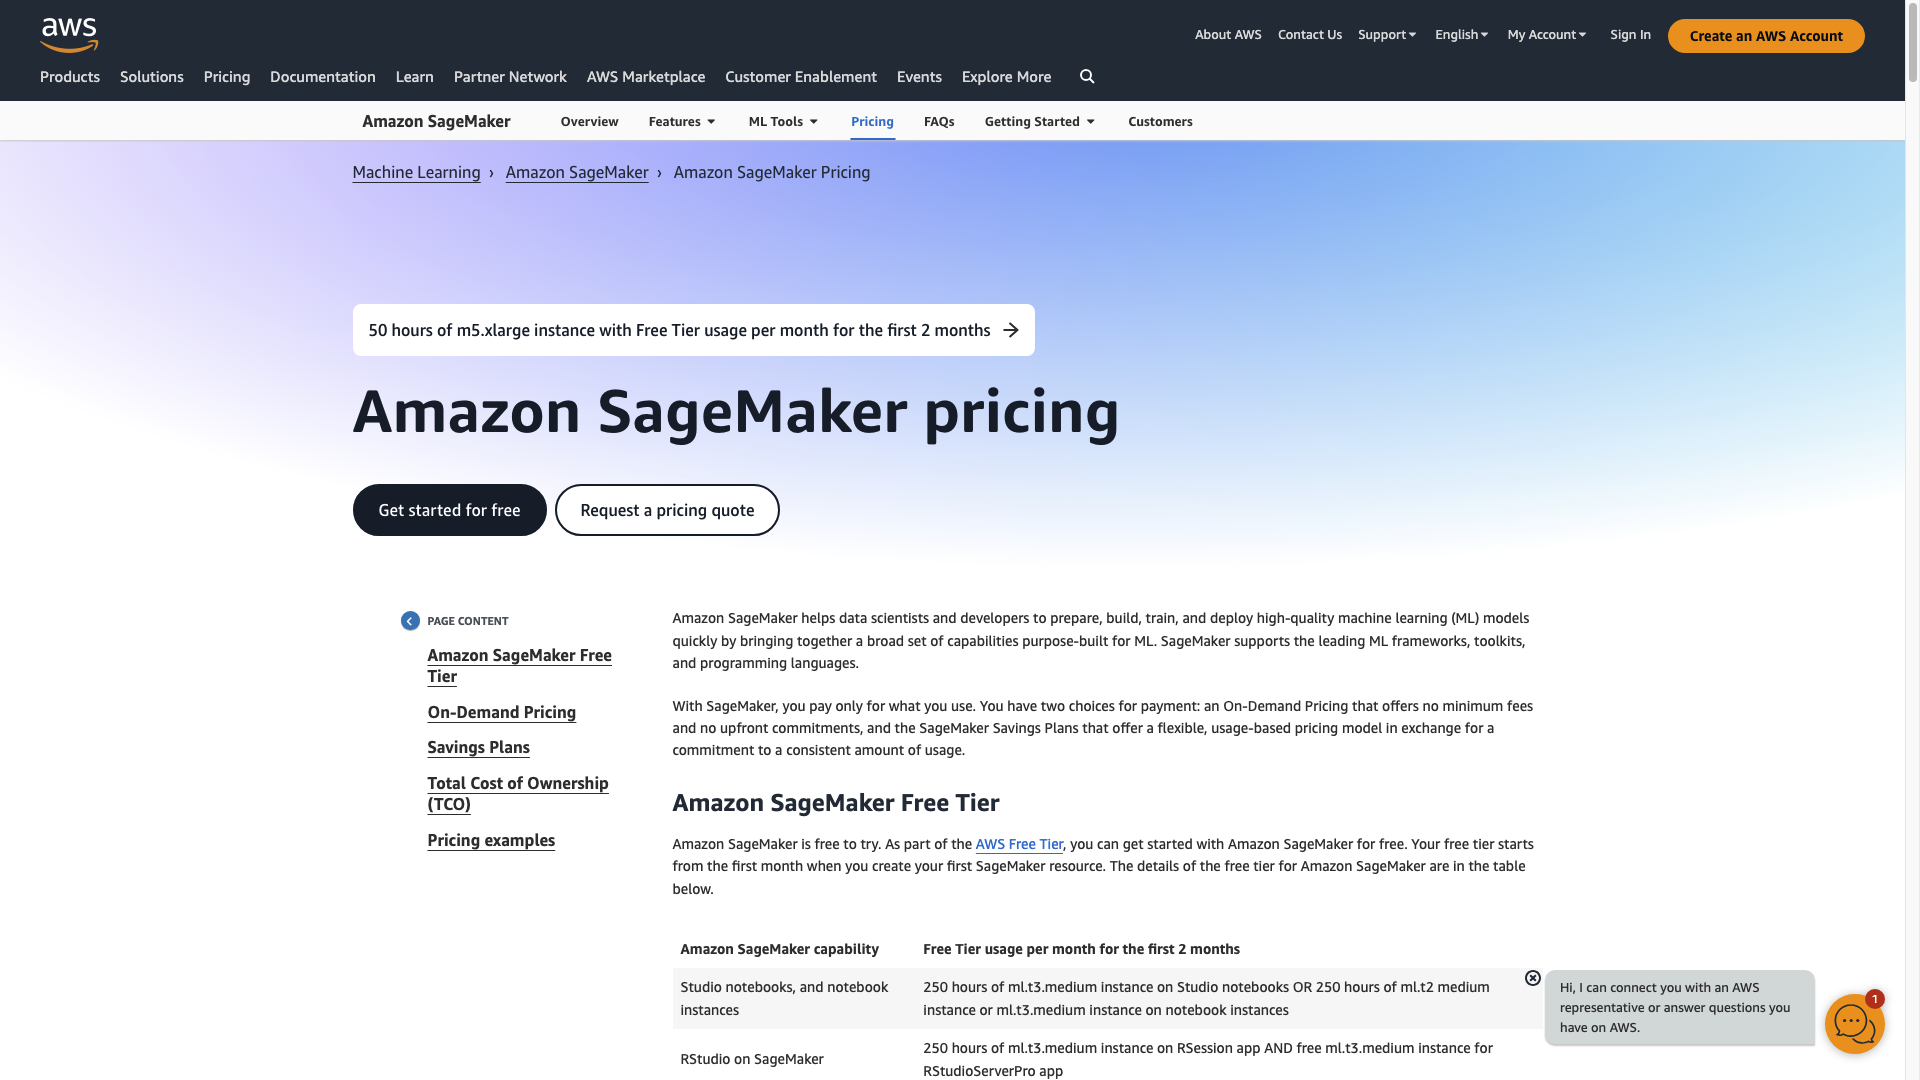 aws
About AWS
Contact Us
Support
English
My Account
Sign In
Create an AWS Account
Products
Solutions
Pricing
Documentation
Learn
Partner Network
AWS Marketplace
Customer Enablement
Events
Explore More
Amazon SageMaker
Overview
Features
ML Tools
Pricing
FAQs
Getting Started
Customers
Machine Learning › Amazon SageMaker › Amazon SageMaker Pricing
50 hours of m5.xlarge instance with Free Tier usage per month for the first 2 months →
Amazon SageMaker pricing
Get started for free
Request a pricing quote
PAGE CONTENT
Amazon SageMaker Free
Tier
On-Demand Pricing
Savings Plans
Total Cost of Ownership
(TCO)
Pricing examples
Amazon SageMaker helps data scientists and developers to prepare, build, train, and deploy high-quality machine learning (ML) models
quickly by bringing together a broad set of capabilities purpose-built for ML. SageMaker supports the leading ML frameworks, toolkits,
and programming languages.
With SageMaker, you pay only for what you use. You have two choices for payment: an On-Demand Pricing that offers no minimum fees
and no upfront commitments, and the SageMaker Savings Plans that offer a flexible, usage-based pricing model in exchange for a
commitment to a consistent amount of usage.
Amazon SageMaker Free Tier
Amazon SageMaker is free to try. As part of the AWS Free Tier, you can get started with Amazon SageMaker for free. Your free tier starts
from the first month when you create your first SageMaker resource. The details of the free tier for Amazon SageMaker are in the table
below.
Amazon SageMaker capability
Free Tier usage per month for the first 2 months
Studio notebooks, and notebook
instances
250 hours of ml.t3.medium instance on Studio notebooks OR 250 hours of ml.t2 medium
instance or ml.t3.medium instance on notebook instances
RStudio on SageMaker
250 hours of ml.t3.medium instance on RSession app AND free ml.t3.medium instance for
RStudioServerPro app
Hi, I can connect you with an AWS
representative or answer questions you
have on AWS.
1